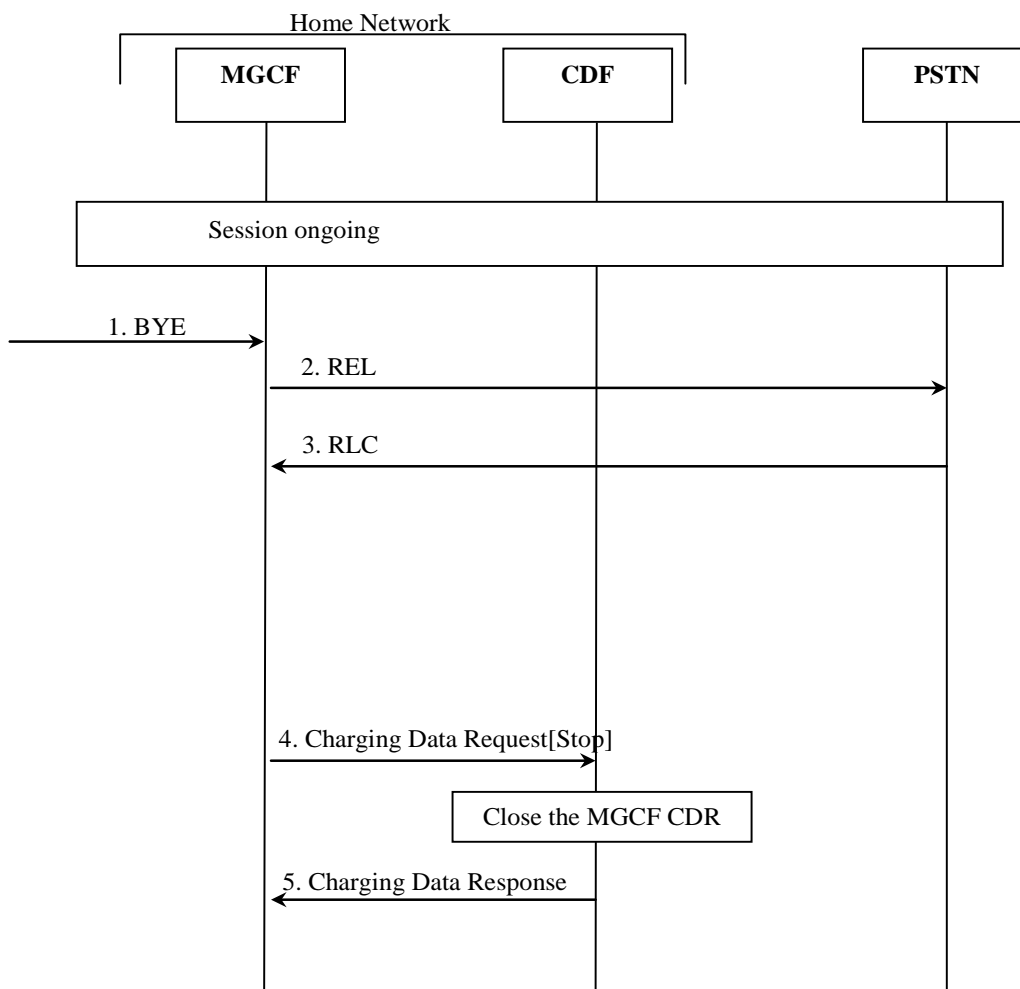 Home Network
MGCF
CDF
PSTN
Session ongoing
1. BYE
2. REL
3. RLC
4. Charging Data Request[Stop]
Close the MGCF CDR
5. Charging Data Response